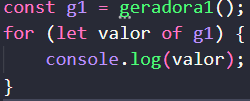 const g1 = geradora1();
for (let valor of g1) {
    console.log(valor);
}